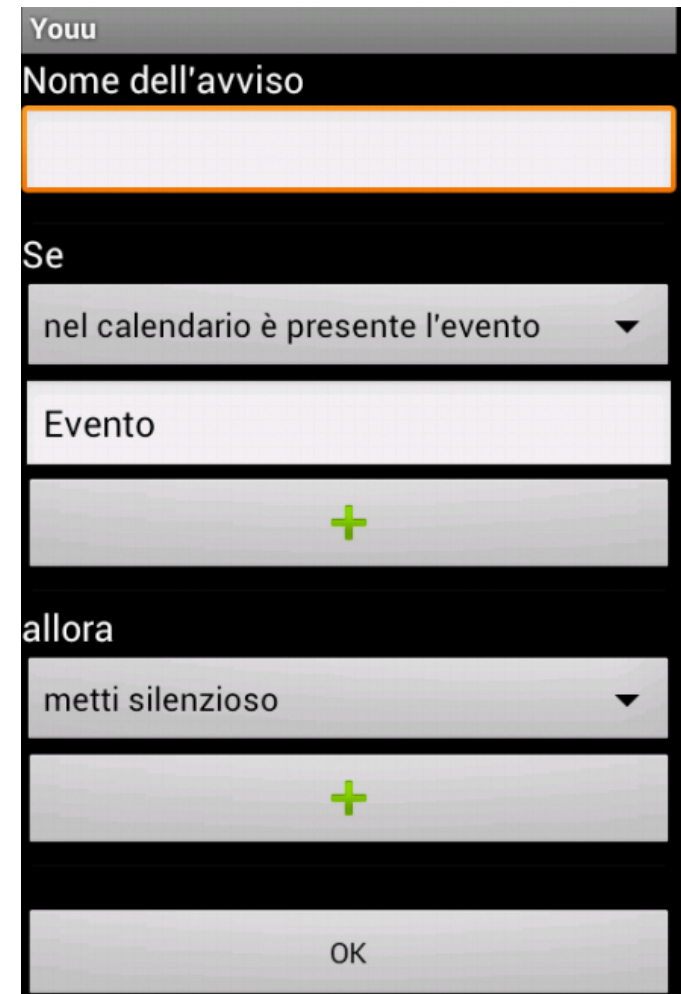 Youu
Nome dell'avviso
Se
nel calendario è presente l'evento
Evento
allora
metti silenzioso
OK